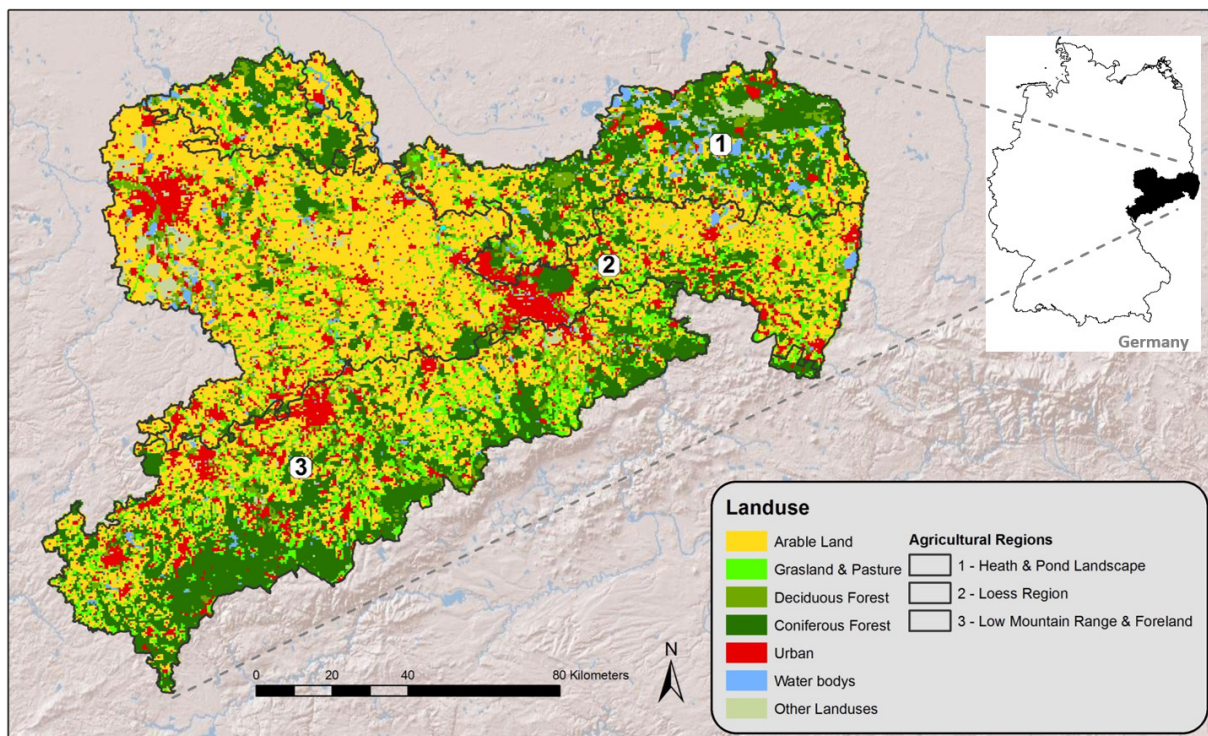 1
2
3
Germany
Landuse
Arable Land
Grasland & Pasture
Deciduous Forest
Coniferous Forest
Urban
Water bodys
Other Landuses
Agricultural Regions
1 - Heath & Pond Landscape
2 - Loess Region
3 - Low Mountain Range & Foreland
0 20 40 80 Kilometers
N